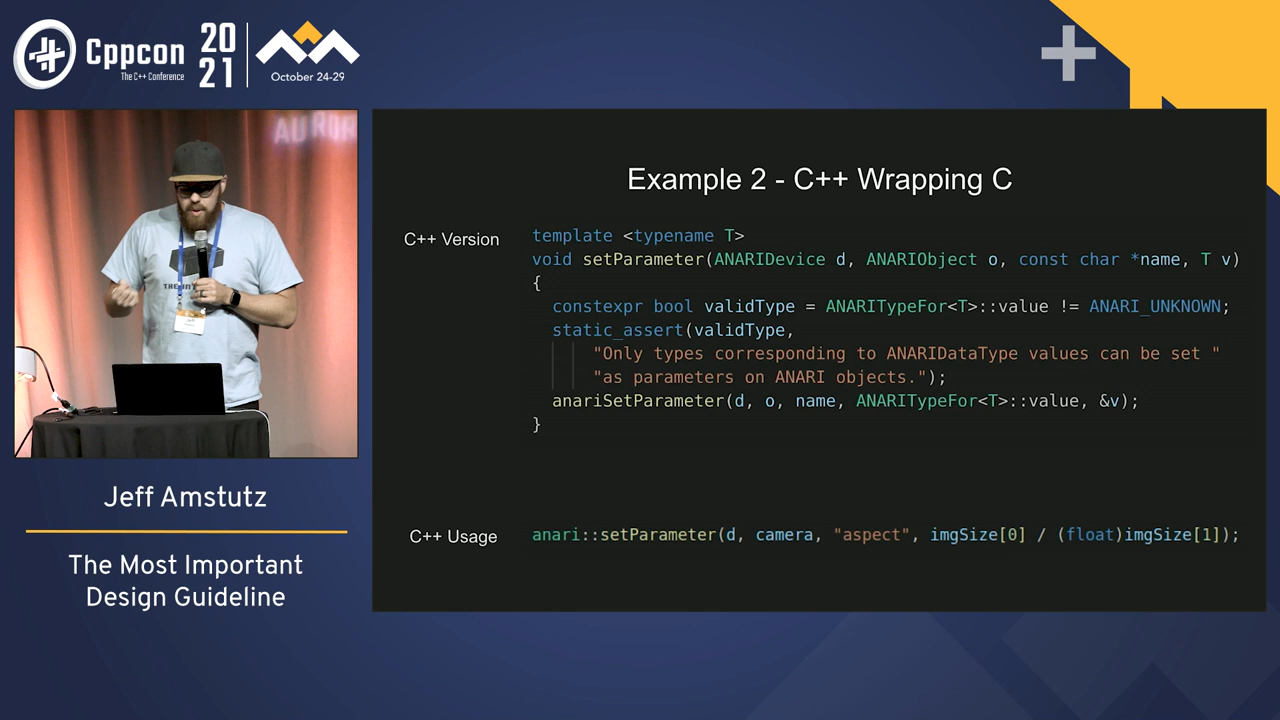 Cppcon
The C++ Conference
20
21
October 24-29
AUROR
THE
Jeff
Jeff Amstutz
The Most Important
Design Guideline
Example 2 - C++ Wrapping C
C++ Version
template <typename T>
void setParameter(ANARIDevice d, ANARIObject o, const char *name, T v)
{
  constexpr bool validType = ANARITypeFor<T>::value != ANARI_UNKNOWN;
  static_assert(validType,
      "Only types corresponding to ANARIDataType values can be set "
      "as parameters on ANARI objects.");
  anariSetParameter(d, o, name, ANARITypeFor<T>::value, &v);
}
C++ Usage
anari::setParameter(d, camera, "aspect", imgSize[0] / (float)imgSize[1]);